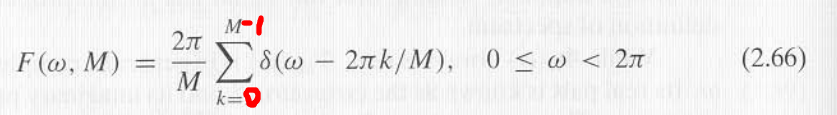 F(ω, M) = 2π/M ∑_{k=0}^{M-1} δ(ω − 2πk/M), 0 ≤ ω < 2π (2.66)